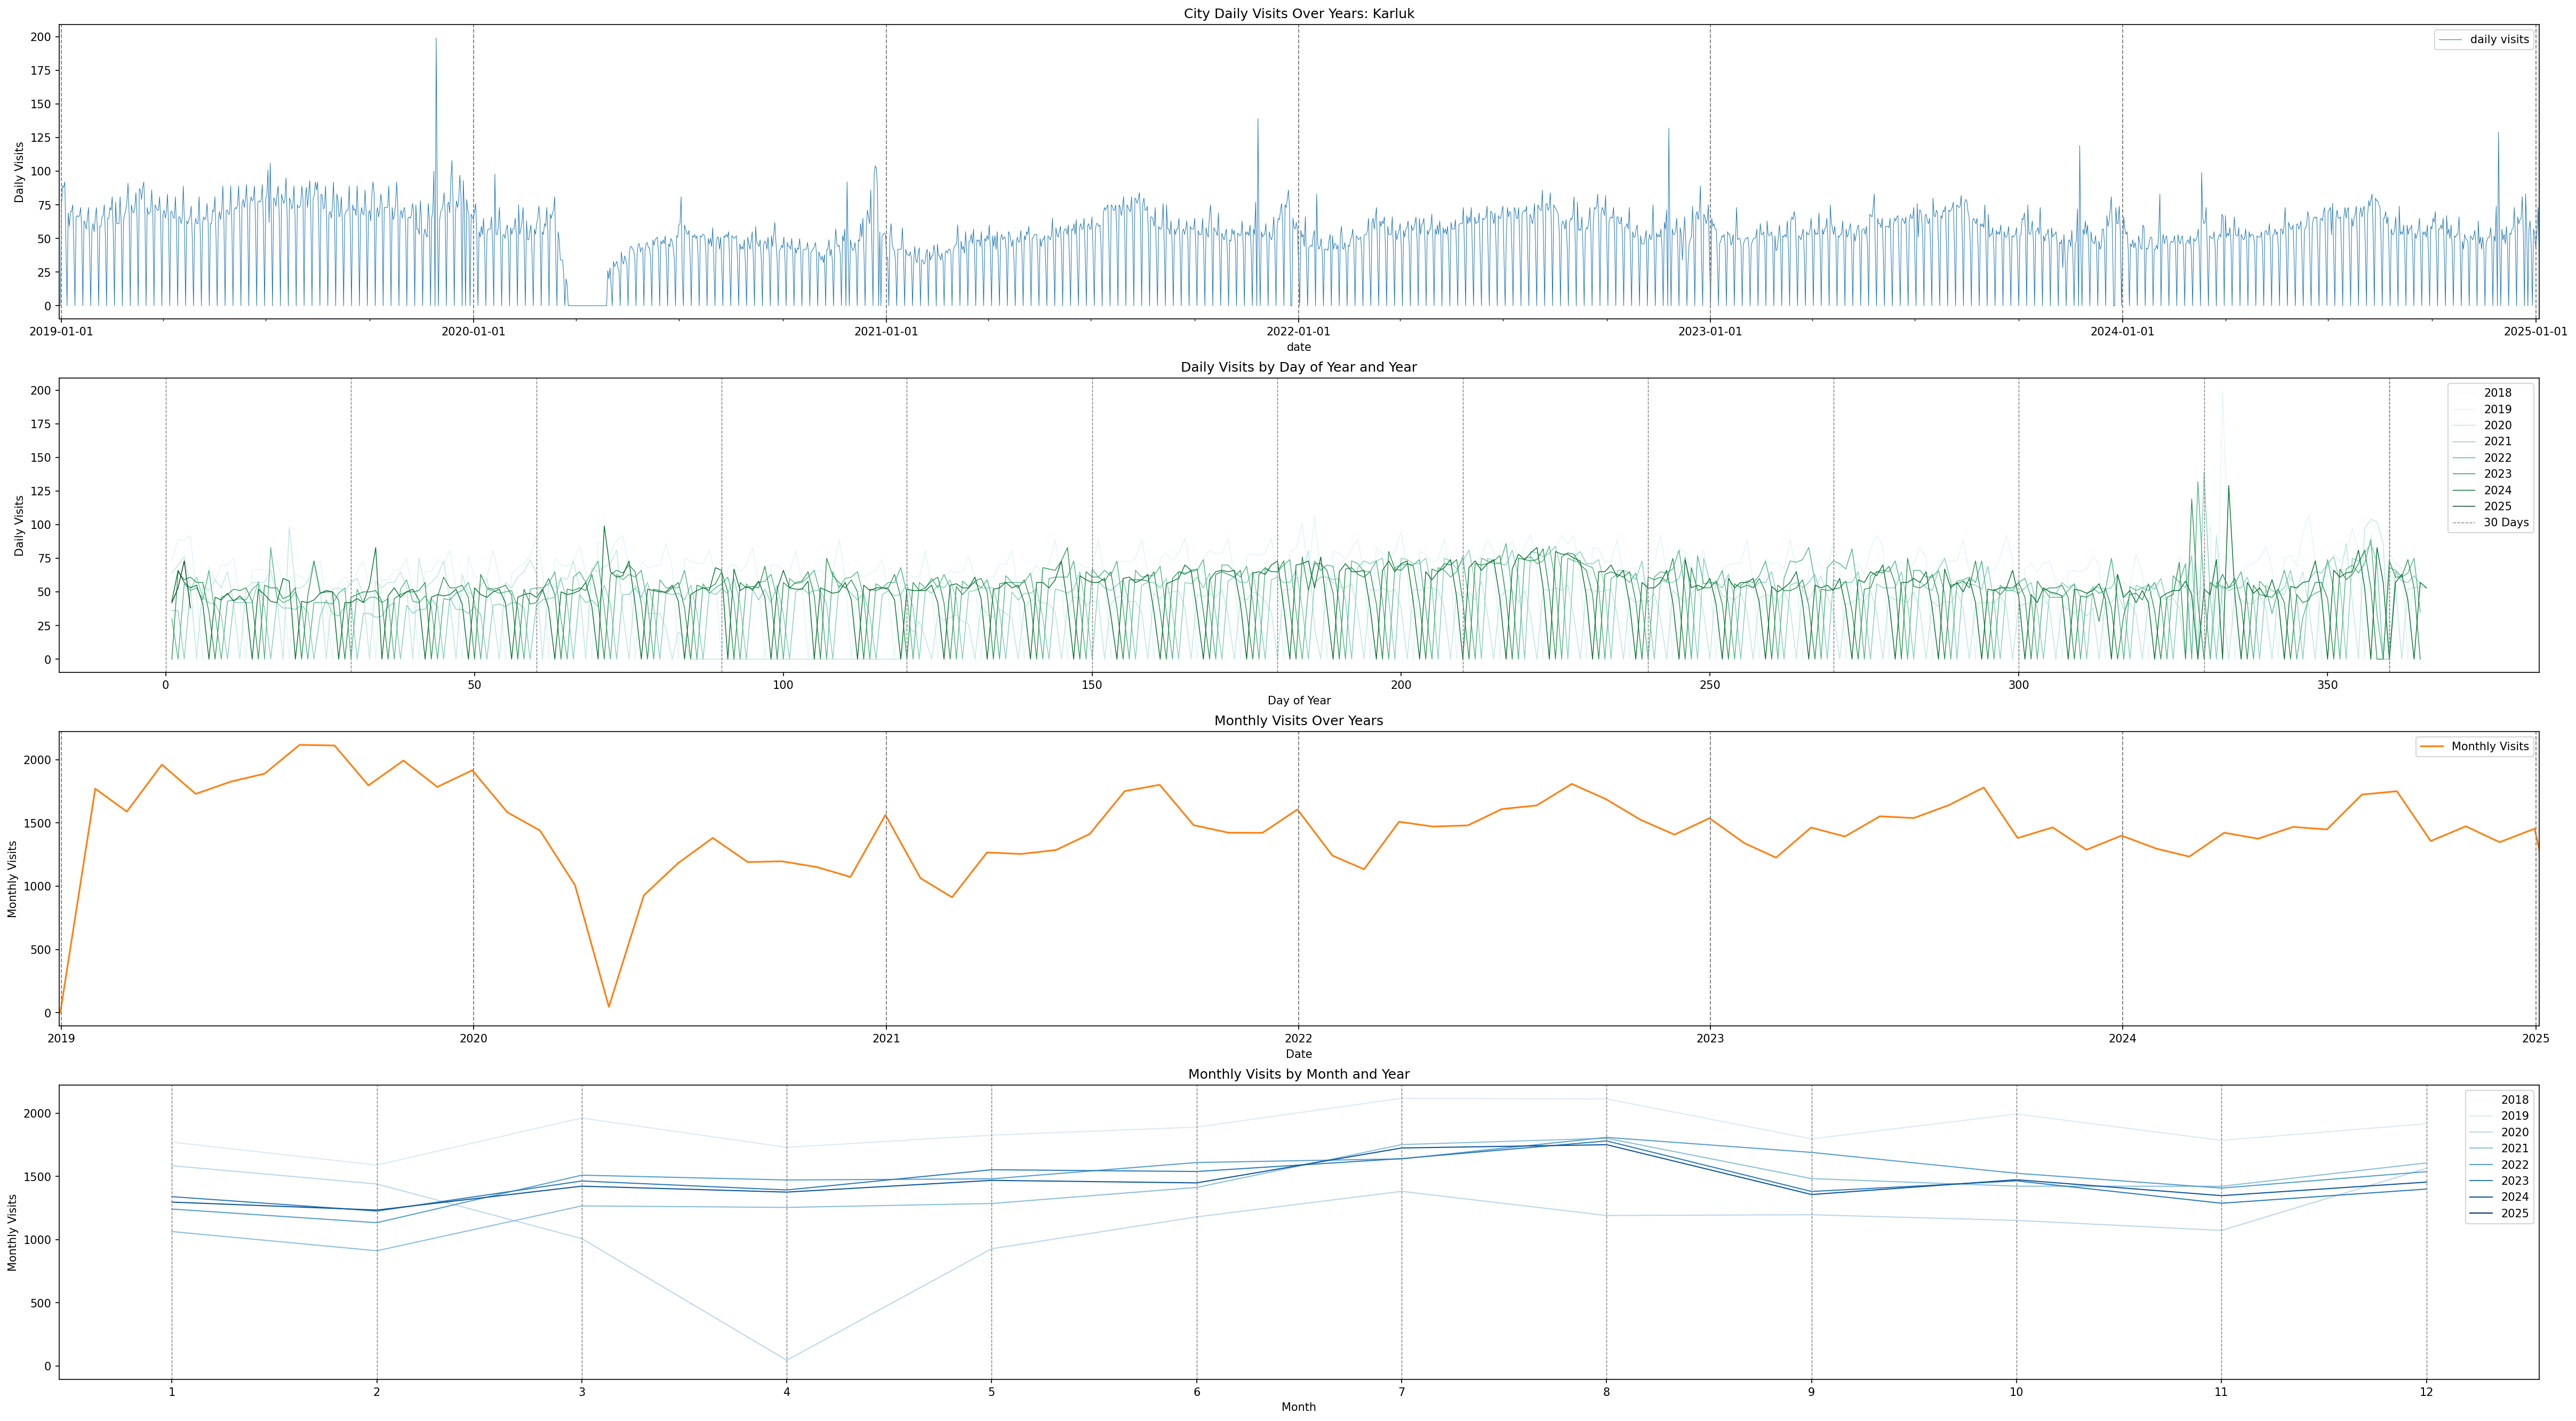 City Daily Visits Over Years: Karluk
Daily Visits
200
175
150
125
100
75
50
25
0
daily visits
2019-01-01 2020-01-01 2021-01-01 2022-01-01 2023-01-01 2024-01-01 2025-01-01
date
Daily Visits by Day of Year and Year
Daily Visits
200
175
150
125
100
75
50
25
0
2018
2019
2020
2021
2022
2023
2024
2025
30 Days
0 50 100 150 200 250 300 350
Day of Year
Monthly Visits Over Years
Monthly Visits
2000
1500
1000
500
0
Monthly Visits
2019 2020 2021 2022 2023 2024 2025
Date
Monthly Visits by Month and Year
Monthly Visits
2000
1500
1000
500
0
2018
2019
2020
2021
2022
2023
2024
2025
1 2 3 4 5 6 7 8 9 10 11 12
Month